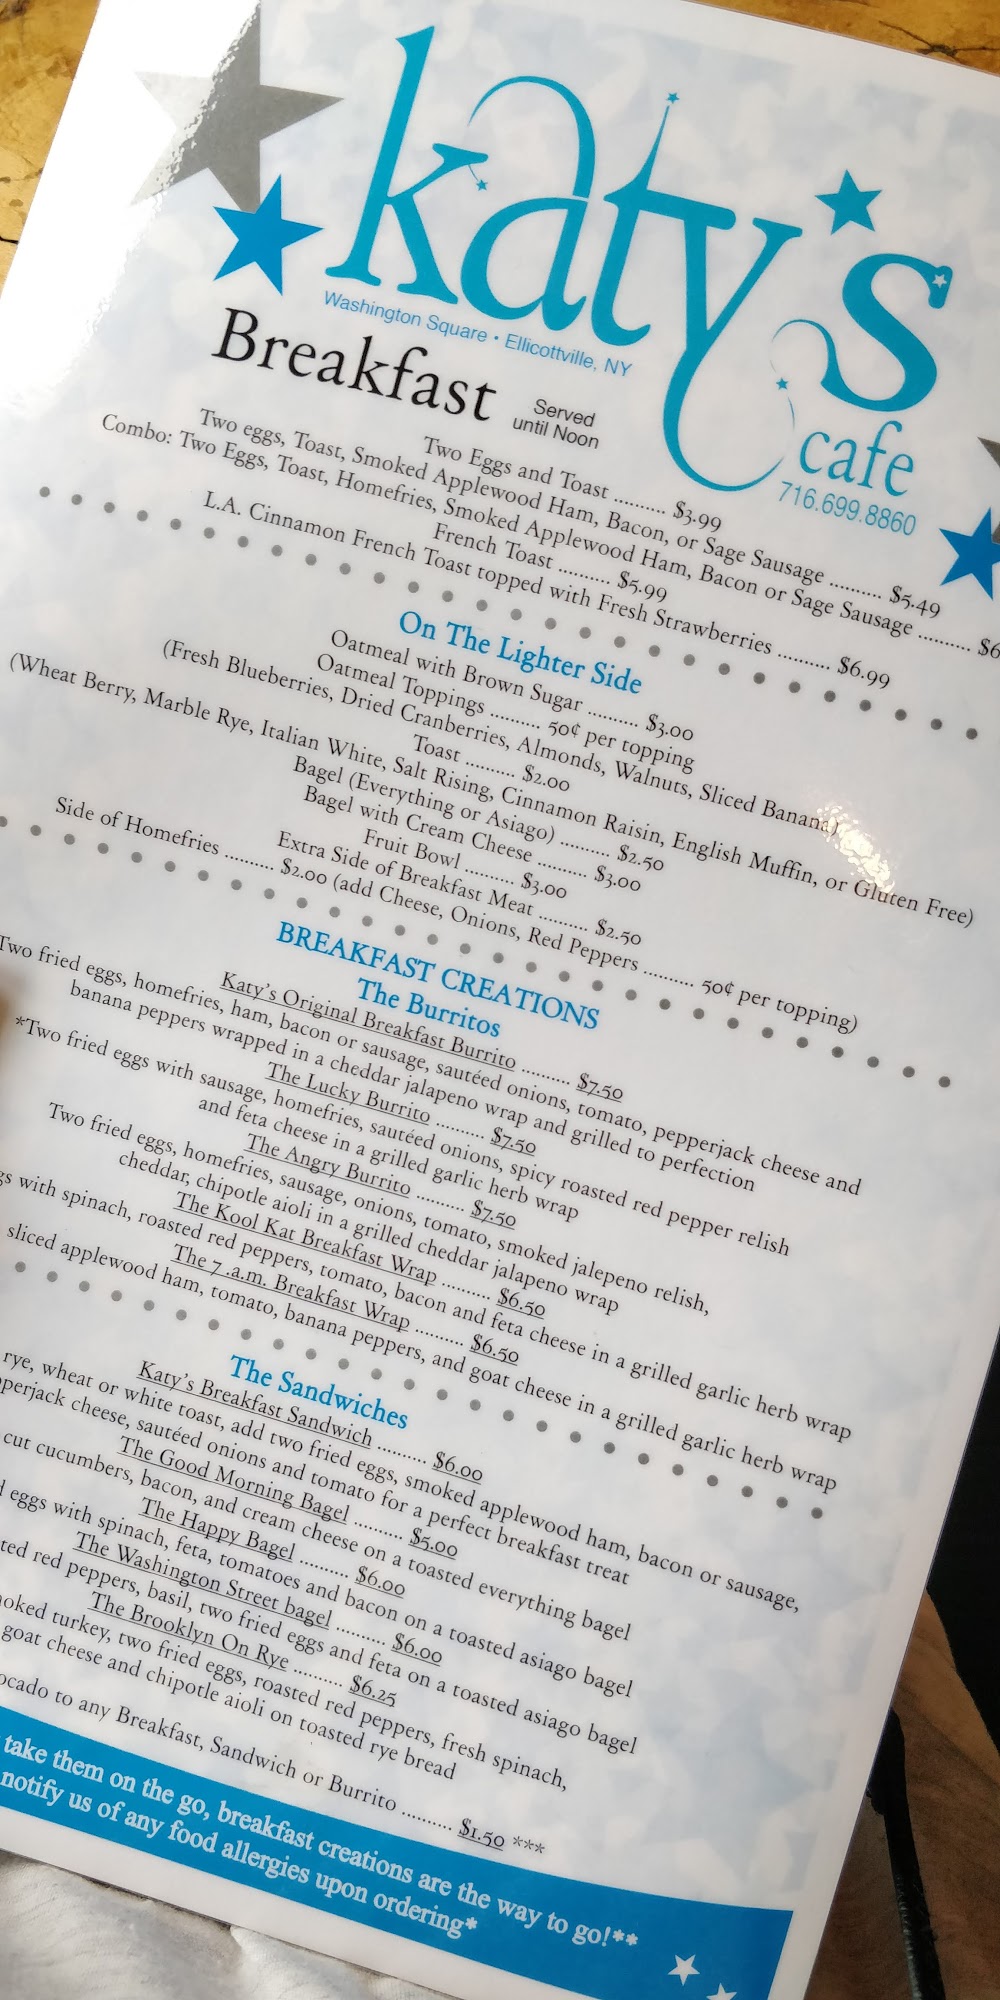 katy's
cafe
716.699.8860
Washington Square • Ellicottville, NY
Breakfast
Served
until Noon
Two Eggs and Toast .......... $3.99
Two eggs, Toast, Smoked Applewood Ham, Bacon, or Sage Sausage .......... $5.49
Combo: Two Eggs, Toast, Homefries, Smoked Applewood Ham, Bacon or Sage Sausage .......... $6
French Toast .......... $5.99
L.A. Cinnamon French Toast topped with Fresh Strawberries .......... $6.99
On The Lighter Side
Oatmeal with Brown Sugar .......... $3.00
Oatmeal Toppings .......... 50¢ per topping
(Fresh Blueberries, Dried Cranberries, Almonds, Walnuts, Sliced Banana)
Toast .......... $2.00
(Wheat Berry, Marble Rye, Italian White, Salt Rising, Cinnamon Raisin, English Muffin, or Gluten Free)
Bagel (Everything or Asiago) .......... $2.50
Bagel with Cream Cheese .......... $3.00
Fruit Bowl .......... $3.00
Extra Side of Breakfast Meat .......... $2.50
Side of Homefries .......... $2.00 (add Cheese, Onions, Red Peppers .......... 50¢ per topping)
BREAKFAST CREATIONS
The Burritos
Katy's Original Breakfast Burrito .......... $7.50
Two fried eggs, homefries, ham, bacon or sausage, sautéed onions, tomato, pepperjack cheese and
banana peppers wrapped in a cheddar jalapeno wrap and grilled to perfection
The Lucky Burrito .......... $7.50
*Two fried eggs with sausage, homefries, sautéed onions, spicy roasted red pepper relish
and feta cheese in a grilled garlic herb wrap
The Angry Burrito .......... $7.50
Two fried eggs, homefries, sausage, onions, tomato, smoked jalepeno relish,
cheddar, chipotle aioli in a grilled cheddar jalapeno wrap
The Kool Kat Breakfast Wrap .......... $6.50
with spinach, roasted red peppers, tomato, bacon and feta cheese in a grilled garlic herb wrap
The 7 .a.m. Breakfast Wrap .......... $6.50
sliced applewood ham, tomato, banana peppers, and goat cheese in a grilled garlic herb wrap
The Sandwiches
Katy's Breakfast Sandwich .......... $6.00
rye, wheat or white toast, add two fried eggs, smoked applewood ham, bacon or sausage,
cheese, sautéed onions and tomato for a perfect breakfast treat
The Good Morning Bagel .......... $5.00
cut cucumbers, bacon, and cream cheese on a toasted everything bagel
The Happy Bagel .......... $6.00
eggs with spinach, feta, tomatoes and bacon on a toasted asiago bagel
The Washington Street bagel .......... $6.00
red peppers, basil, two fried eggs and feta on a toasted asiago bagel
The Brooklyn On Rye .......... $6.25
turkey, two fried eggs, roasted red peppers, fresh spinach,
goat cheese and chipotle aioli on toasted rye bread
to any Breakfast, Sandwich or Burrito .......... $1.50 ***
take them on the go, breakfast creations are the way to go!**
notify us of any food allergies upon ordering*